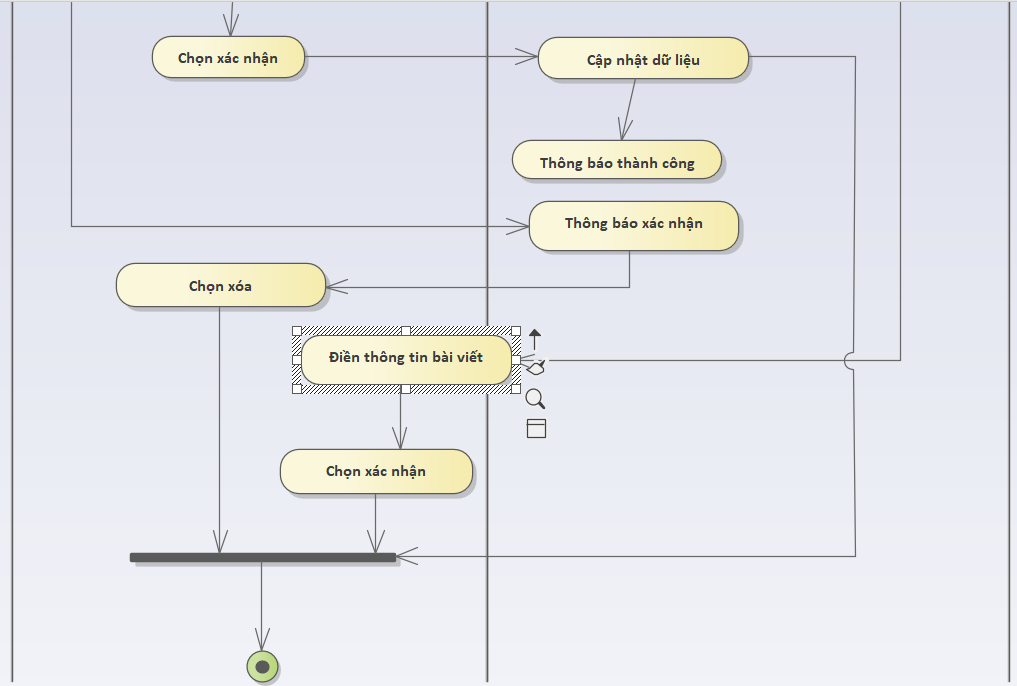 Chọn xác nhận
Cập nhật dữ liệu
Thông báo thành công
Thông báo xác nhận
Chọn xóa
Điền thông tin bài viết
Chọn xác nhận